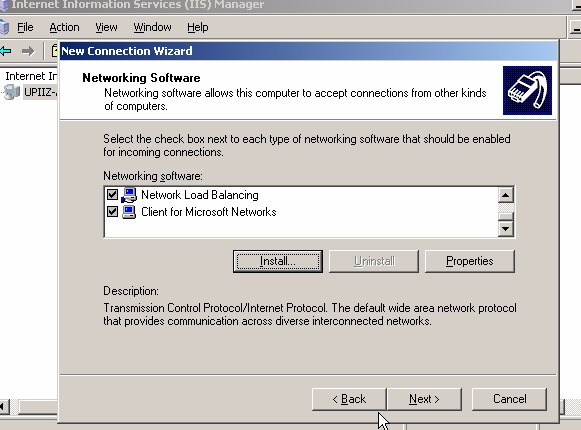 Internet Information Services (IIS) Manager
File Action View Window Help
New Connection Wizard
Internet In
UPIIZ-
Networking Software
Networking software allows this computer to accept connections from other kinds
of computers.
Select the check box next to each type of networking software that should be enabled
for incoming connections.
Networking software:
Network Load Balancing
Client for Microsoft Networks
Install... Uninstall Properties
Description:
Transmission Control Protocol/Internet Protocol. The default wide area network protocol
that provides communication across diverse interconnected networks.
< Back Next > Cancel